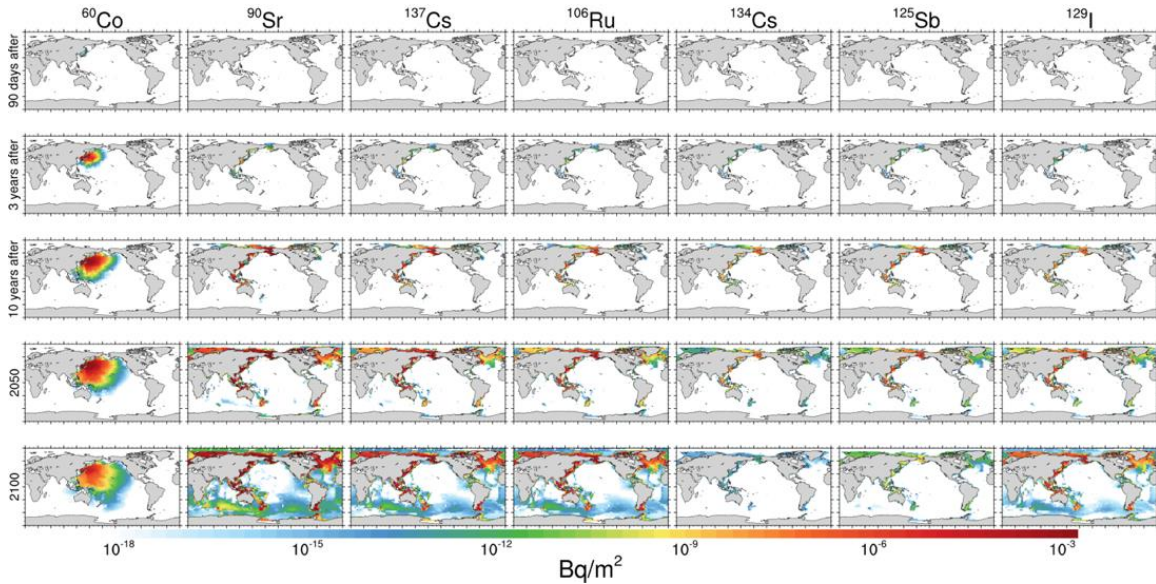 ⁶⁰Co ⁹⁰Sr ¹³⁷Cs ¹⁰⁶Ru ¹³⁴Cs ¹²⁵Sb ¹²⁹I
90 days after
3 years after
10 years after
2050
2100
10⁻¹⁸ 10⁻¹⁵ 10⁻¹² 10⁻⁹ 10⁻⁶ 10⁻³
Bq/m²